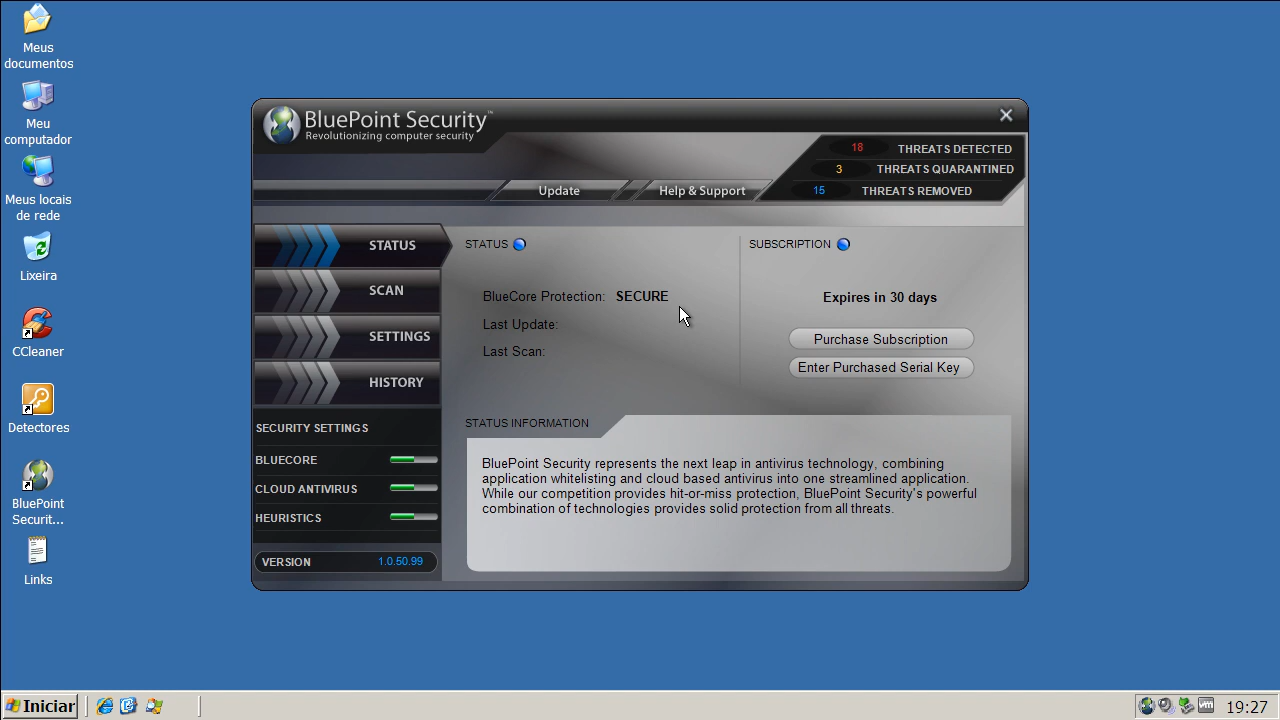 Meus
documentos
Meu
computador
Meus locais
de rede
Lixeira
CCleaner
Detectores
BluePoint
Securit...
Links
BluePoint Security™
Revolutionizing computer security
18 THREATS DETECTED
3 THREATS QUARANTINED
15 THREATS REMOVED
Update Help & Support
STATUS
SCAN
SETTINGS
HISTORY
SECURITY SETTINGS
BLUECORE
CLOUD ANTIVIRUS
HEURISTICS
VERSION 1.0.50.99
STATUS
BlueCore Protection: SECURE
Last Update:
Last Scan:
SUBSCRIPTION
Expires in 30 days
Purchase Subscription
Enter Purchased Serial Key
STATUS INFORMATION
BluePoint Security represents the next leap in antivirus technology, combining
application whitelisting and cloud based antivirus into one streamlined application.
While our competition provides hit-or-miss protection, BluePoint Security's powerful
combination of technologies provides solid protection from all threats.
Iniciar
19:27